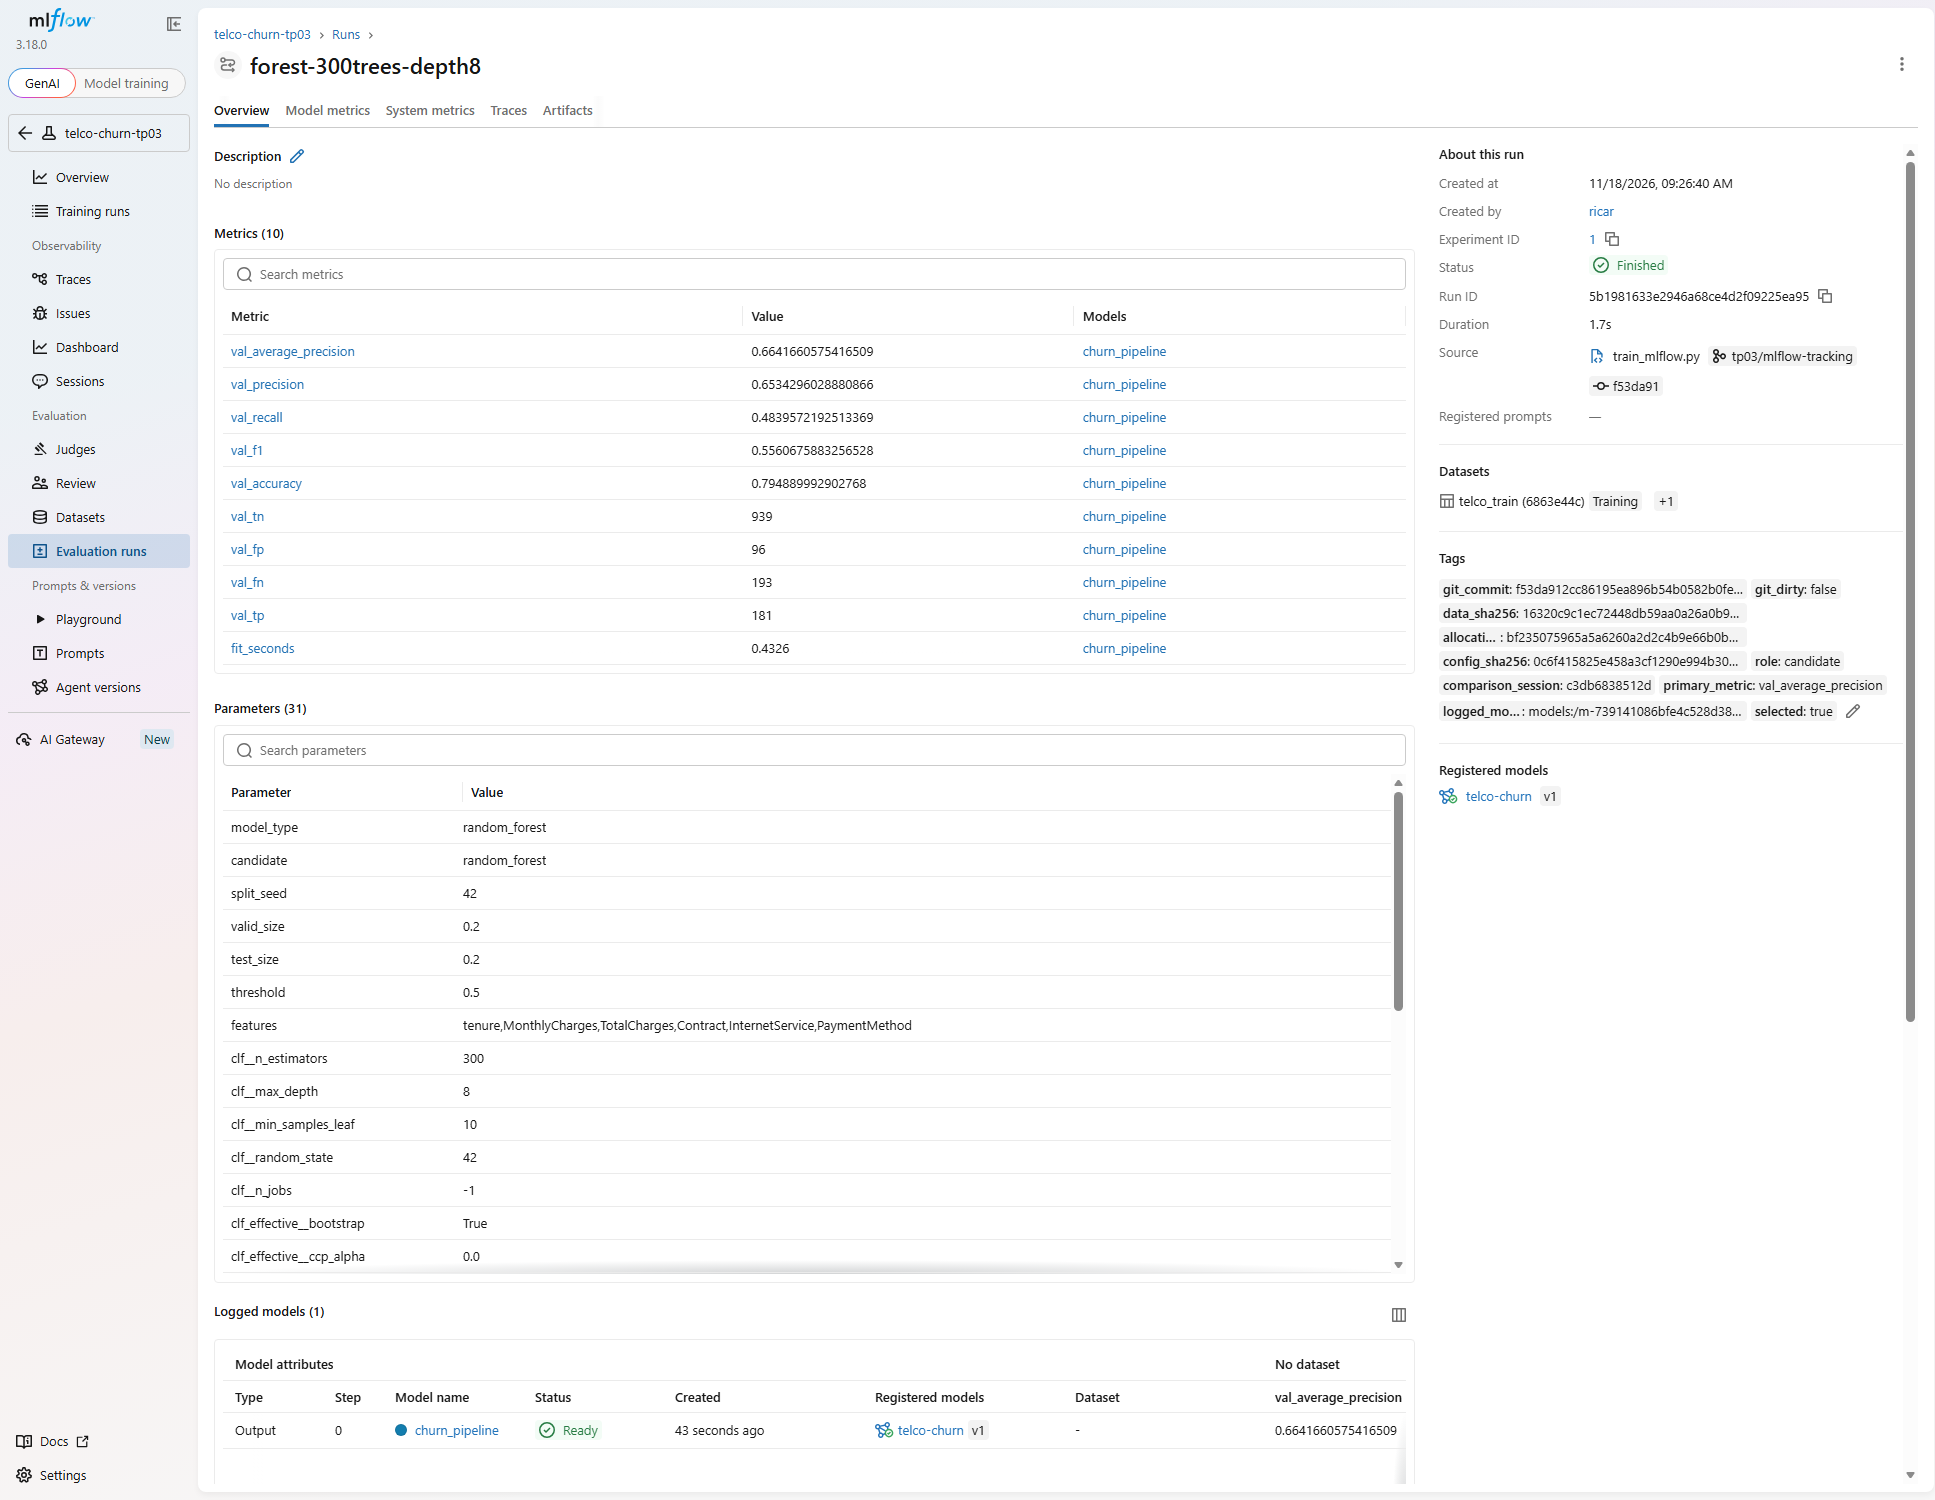 mlflow
3.18.0
GenAI Model training
telco-churn-tp03
Overview
Training runs
Observability
Traces
Issues
Dashboard
Sessions
Evaluation
Judges
Review
Datasets
Evaluation runs
Prompts & versions
Playground
Prompts
Agent versions
AI Gateway New
Docs
Settings
telco-churn-tp03 › Runs ›
forest-300trees-depth8
Overview Model metrics System metrics Traces Artifacts
Description
No description
Metrics (10)
Search metrics
Metric Value Models
val_average_precision 0.6641660575416509 churn_pipeline
val_precision 0.6534296028880866 churn_pipeline
val_recall 0.4839572192513369 churn_pipeline
val_f1 0.5560675883256528 churn_pipeline
val_accuracy 0.794889992902768 churn_pipeline
val_tn 939 churn_pipeline
val_fp 96 churn_pipeline
val_fn 193 churn_pipeline
val_tp 181 churn_pipeline
fit_seconds 0.4326 churn_pipeline
Parameters (31)
Search parameters
Parameter Value
model_type random_forest
candidate random_forest
split_seed 42
valid_size 0.2
test_size 0.2
threshold 0.5
features tenure,MonthlyCharges,TotalCharges,Contract,InternetService,PaymentMethod
clf__n_estimators 300
clf__max_depth 8
clf__min_samples_leaf 10
clf__random_state 42
clf__n_jobs -1
clf_effective__bootstrap True
clf_effective__ccp_alpha 0.0
Logged models (1)
Model attributes No dataset
Type Step Model name Status Created Registered models Dataset val_average_precision
Output 0 churn_pipeline Ready 43 seconds ago telco-churn v1 - 0.6641660575416509
About this run
Created at 11/18/2026, 09:26:40 AM
Created by ricar
Experiment ID 1
Status Finished
Run ID 5b1981633e2946a68ce4d2f09225ea95
Duration 1.7s
Source train_mlflow.py tp03/mlflow-tracking
f53da91
Registered prompts —
Datasets
telco_train (6863e44c) Training +1
Tags
git_commit: f53da912cc86195ea896b54b0582b0fe... git_dirty: false
data_sha256: 16320c9c1ec72448db59aa0a26a0b9...
allocati... : bf235075965a5a6260a2d2c4b9e66b0b...
config_sha256: 0c6f415825e458a3cf1290e994b30... role: candidate
comparison_session: c3db6838512d primary_metric: val_average_precision
logged_mo... : models:/m-739141086bfe4c528d38... selected: true
Registered models
telco-churn v1